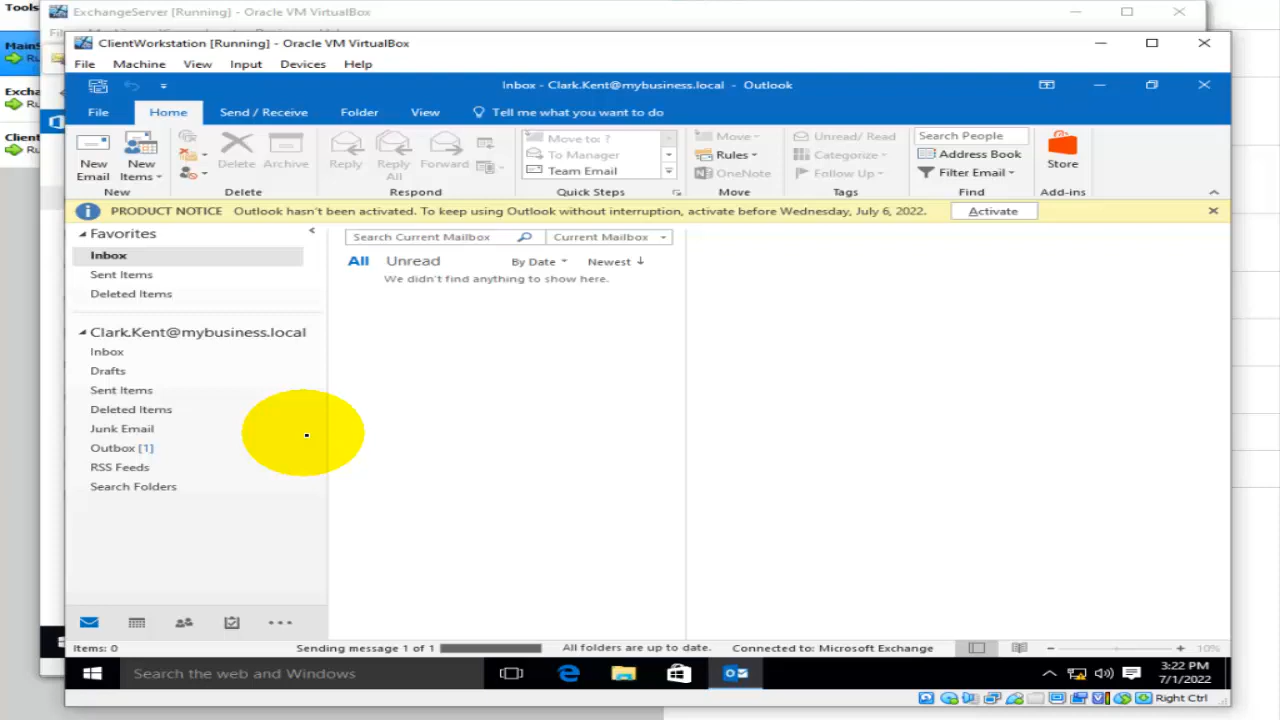 Tools
ExchangeServer [Running] - Oracle VM VirtualBox
MainS
Ru
Excha
Ru
Client
Ru
ClientWorkstation [Running] - Oracle VM VirtualBox
File Machine View Input Devices Help
Inbox - Clark.Kent@mybusiness.local - Outlook
File Home Send / Receive Folder View Tell me what you want to do
New Email
New Items
New
Delete
Archive
Delete
Reply
Reply All
Forward
Respond
Move to: ?
To Manager
Team Email
Quick Steps
Move
Rules
OneNote
Move
Unread/ Read
Categorize
Follow Up
Tags
Search People
Address Book
Filter Email
Find
Store
Add-ins
PRODUCT NOTICE Outlook hasn't been activated. To keep using Outlook without interruption, activate before Wednesday, July 6, 2022. Activate
Favorites
Inbox
Sent Items
Deleted Items
Clark.Kent@mybusiness.local
Inbox
Drafts
Sent Items
Deleted Items
Junk Email
Outbox [1]
RSS Feeds
Search Folders
Search Current Mailbox Current Mailbox
All Unread By Date Newest
We didn't find anything to show here.
Items: 0 Sending message 1 of 1 All folders are up to date. Connected to: Microsoft Exchange 10%
Search the web and Windows
3:22 PM
7/1/2022
Right Ctrl